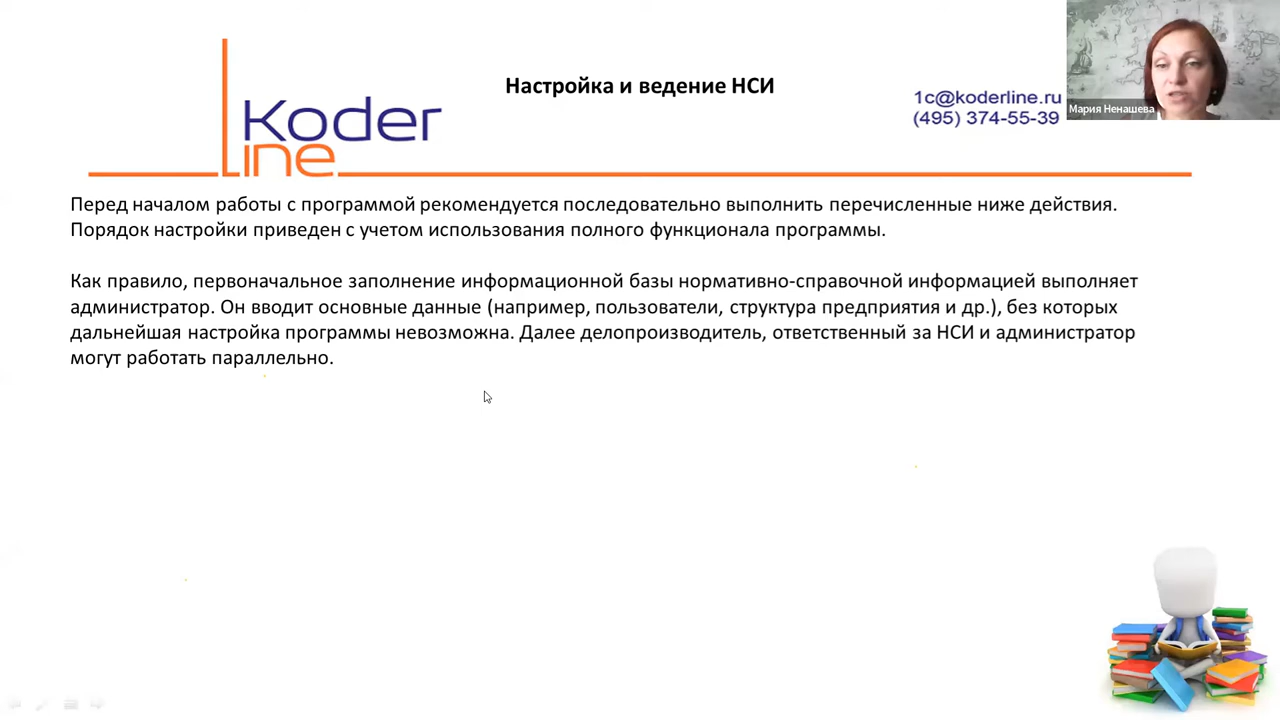 Настройка и ведение НСИ
Koder
Line
1c@koderline.ru
(495) 374-55-39
Мария Ненашева
Перед началом работы с программой рекомендуется последовательно выполнить перечисленные ниже действия.
Порядок настройки приведен с учетом использования полного функционала программы.
Как правило, первоначальное заполнение информационной базы нормативно-справочной информацией выполняет
администратор. Он вводит основные данные (например, пользователи, структура предприятия и др.), без которых
дальнейшая настройка программы невозможна. Далее делопроизводитель, ответственный за НСИ и администратор
могут работать параллельно.